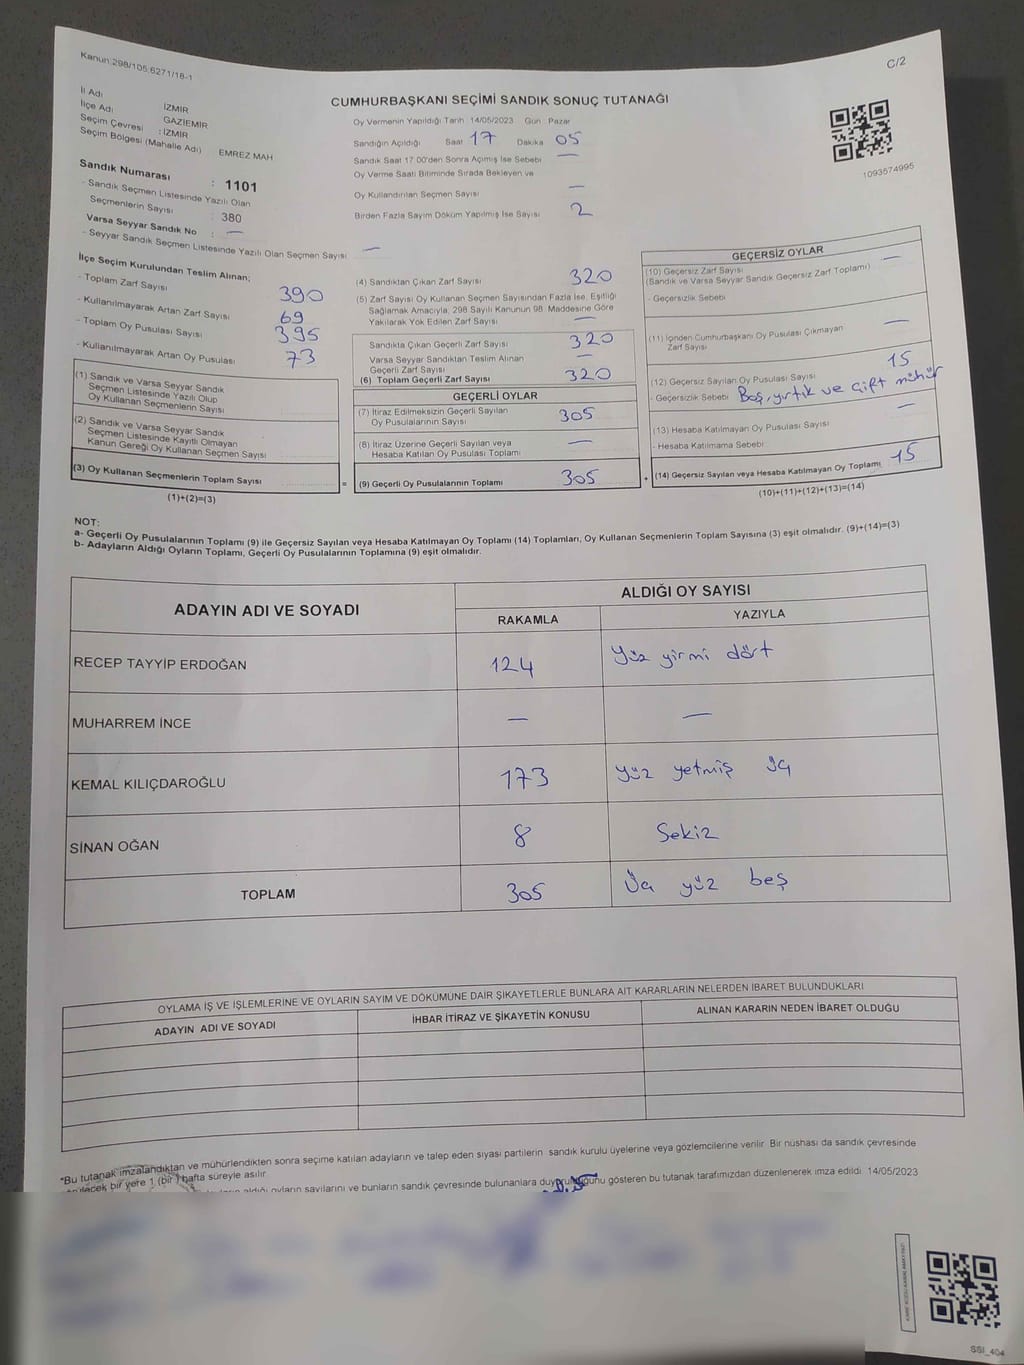 Kanun:298/105;6271/18-1
C/2
CUMHURBAŞKANI SEÇİMİ SANDIK SONUÇ TUTANAĞI
İl Adı : İZMİR
İlçe Adı : GAZİEMİR
Seçim Çevresi : İZMİR
Seçim Bölgesi (Mahalle Adı) EMREZ MAH
Sandık Numarası : 1101
- Sandık Seçmen Listesinde Yazılı Olan
Seçmenlerin Sayısı : 380
Varsa Seyyar Sandık No : —
- Seyyar Sandık Seçmen Listesinde Yazılı Olan Seçmen Sayısı —
Oy Vermenin Yapıldığı Tarih 14/05/2023 Gün Pazar
Sandığın Açıldığı Saat 17 Dakika 05
Sandık Saat 17.00'den Sonra Açılmış İse Sebebi —
Oy Verme Saati Bitiminde Sırada Bekleyen ve
Oy Kullandırılan Seçmen Sayısı —
Birden Fazla Sayım Döküm Yapılmış İse Sayısı 2
1093574995
İlçe Seçim Kurulundan Teslim Alınan;
- Toplam Zarf Sayısı 390
- Kullanılmayarak Artan Zarf Sayısı 69
- Toplam Oy Pusulası Sayısı 395
- Kullanılmayarak Artan Oy Pusulası 73
(1) Sandık ve Varsa Seyyar Sandık
Seçmen Listesinde Yazılı Olup
Oy Kullanan Seçmenlerin Sayısı
(2) Sandık ve Varsa Seyyar Sandık
Seçmen Listesinde Kayıtlı Olmayan
Kanun Gereği Oy Kullanan Seçmen Sayısı
(3) Oy Kullanan Seçmenlerin Toplam Sayısı
(1)+(2)=(3)
(4) Sandıktan Çıkan Zarf Sayısı 320
(5) Zarf Sayısı Oy Kullanan Seçmen Sayısından Fazla İse, Eşitliği
Sağlamak Amacıyla, 298 Sayılı Kanunun 98. Maddesine Göre
Yakılarak Yok Edilen Zarf Sayısı —
Sandıkta Çıkan Geçerli Zarf Sayısı 320
Varsa Seyyar Sandıktan Teslim Alınan
Geçerli Zarf Sayısı —
(6) Toplam Geçerli Zarf Sayısı 320
GEÇERLİ OYLAR
(7) İtiraz Edilmeksizin Geçerli Sayılan
Oy Pusulalarının Sayısı 305
(8) İtiraz Üzerine Geçerli Sayılan veya
Hesaba Katılan Oy Pusulası Toplamı —
= (9) Geçerli Oy Pusulalarının Toplamı 305 +
GEÇERSİZ OYLAR
(10) Geçersiz Zarf Sayısı —
(Sandık ve Varsa Seyyar Sandık Geçersiz Zarf Toplamı)
- Geçersizlik Sebebi
(11) İçinden Cumhurbaşkanı Oy Pusulası Çıkmayan
Zarf Sayısı —
(12) Geçersiz Sayılan Oy Pusulası Sayısı 15
- Geçersizlik Sebebi Boş, yırtık ve Çift mühür
(13) Hesaba Katılmayan Oy Pusulası Sayısı —
- Hesaba Katılmama Sebebi
(14) Geçersiz Sayılan veya Hesaba Katılmayan Oy Toplamı 15
(10)+(11)+(12)+(13)=(14)
NOT:
a- Geçerli Oy Pusulalarının Toplamı (9) ile Geçersiz Sayılan veya Hesaba Katılmayan Oy Toplamı (14) Toplamları, Oy Kullanan Seçmenlerin Toplam Sayısına (3) eşit olmalıdır. (9)+(14)=(3)
b- Adayların Aldığı Oyların Toplamı, Geçerli Oy Pusulalarının Toplamına (9) eşit olmalıdır.
ADAYIN ADI VE SOYADI
ALDIĞI OY SAYISI
RAKAMLA YAZIYLA
RECEP TAYYİP ERDOĞAN 124 Yüz yirmi dört
MUHARREM İNCE — —
KEMAL KILIÇDAROĞLU 173 yüz yetmiş üç
SİNAN OĞAN 8 Sekiz
TOPLAM 305 Üç yüz beş
OYLAMA İŞ VE İŞLEMLERİNE VE OYLARIN SAYIM VE DÖKÜMÜNE DAİR ŞİKAYETLERLE BUNLARA AİT KARARLARIN NELERDEN İBARET BULUNDUKLARI
ADAYIN ADI VE SOYADI İHBAR İTİRAZ VE ŞİKAYETİN KONUSU ALINAN KARARIN NEDEN İBARET OLDUĞU
*Bu tutanak imzalandıktan ve mühürlendikten sonra seçime katılan adayların ve talep eden siyasi partilerin sandık kurulu üyelerine veya gözlemcilerine verilir. Bir nüshası da sandık çevresinde
bir yere 1 (bir) hafta süreyle asılır.
aldığı oyların sayılarını ve bunların sandık çevresinde bulunanlara duyurulduğunu gösteren bu tutanak tarafımızdan düzenlenerek imza edildi. 14/05/2023
SSI_404